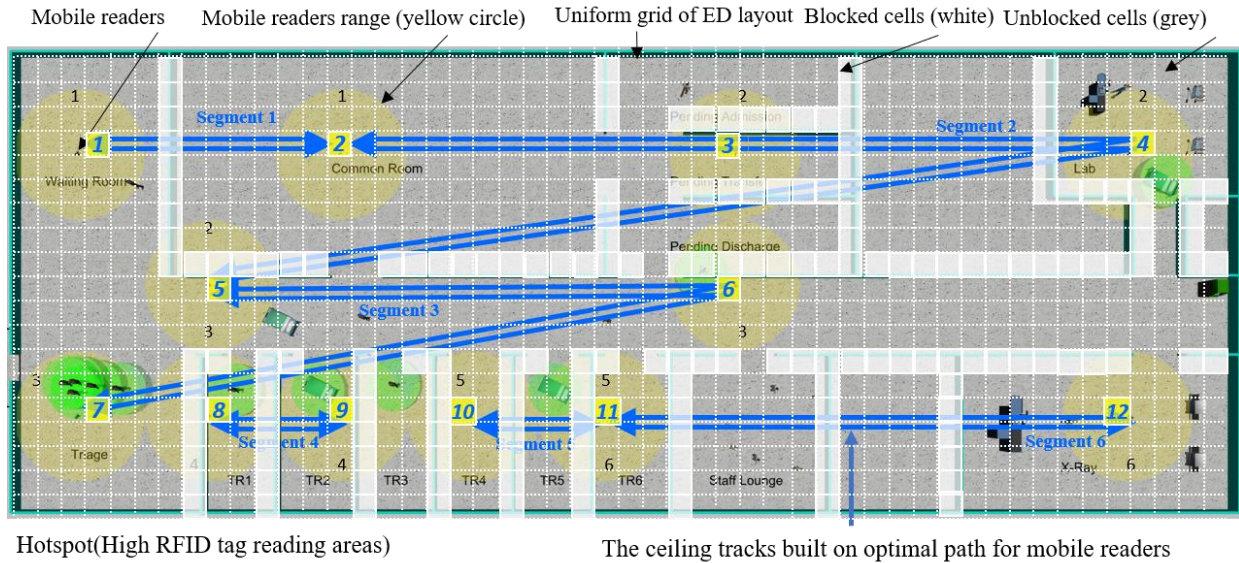 Mobile readers
Mobile readers range (yellow circle)
Uniform grid of ED layout
Blocked cells (white)
Unblocked cells (grey)
1
1
2
2
Segment 1
Pending Admission
Segment 2
1
2
3
4
Waiting Room
Common Room
Pending Transfer
Lab
2
Pending Discharge
5
6
Segment 3
3
3
3
5
5
7
8
9
10
11
12
Segment 4
Segment 5
Segment 6
Triage
4
4
6
6
X-Ray
TR1
TR2
TR3
TR4
TR5
TR6
Staff Lounge
Hotspot(High RFID tag reading areas)
The ceiling tracks built on optimal path for mobile readers